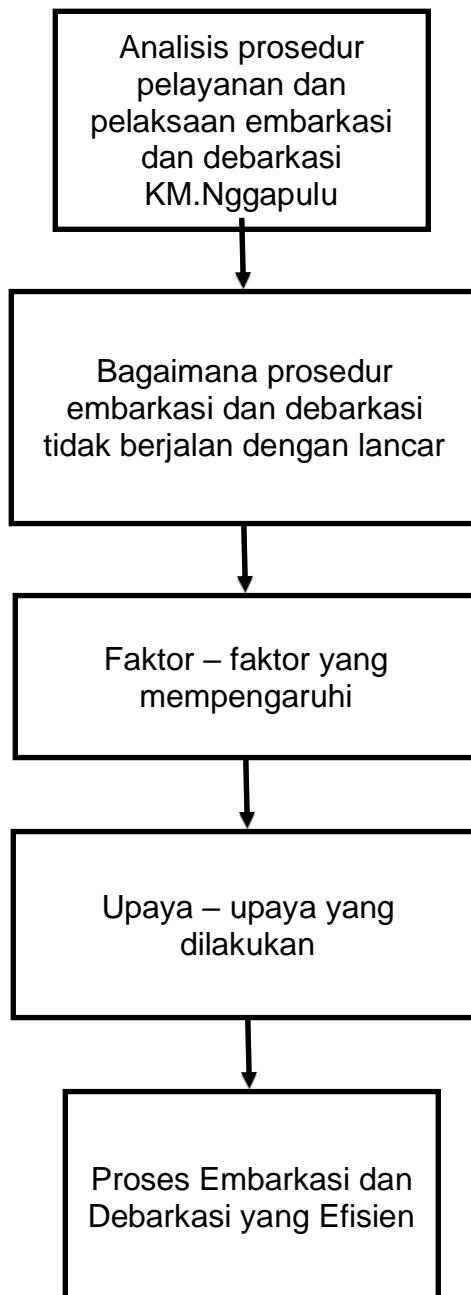 Analisis prosedur
pelayanan dan
pelaksaan embarkasi
dan debarkasi
KM.Nggapulu
Bagaimana prosedur
embarkasi dan debarkasi
tidak berjalan dengan lancar
Faktor – faktor yang
mempengaruhi
Upaya – upaya yang
dilakukan
Proses Embarkasi dan
Debarkasi yang Efisien